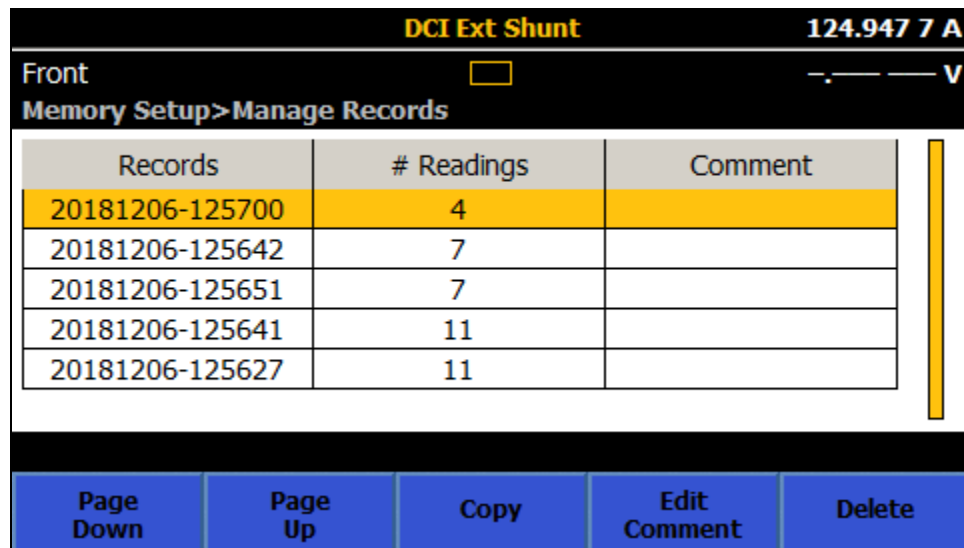 DCI Ext Shunt 124.947 7 A
Front –.—— —— V
Memory Setup>Manage Records
Records # Readings Comment
20181206-125700 4
20181206-125642 7
20181206-125651 7
20181206-125641 11
20181206-125627 11
Page Down Page Up Copy Edit Comment Delete